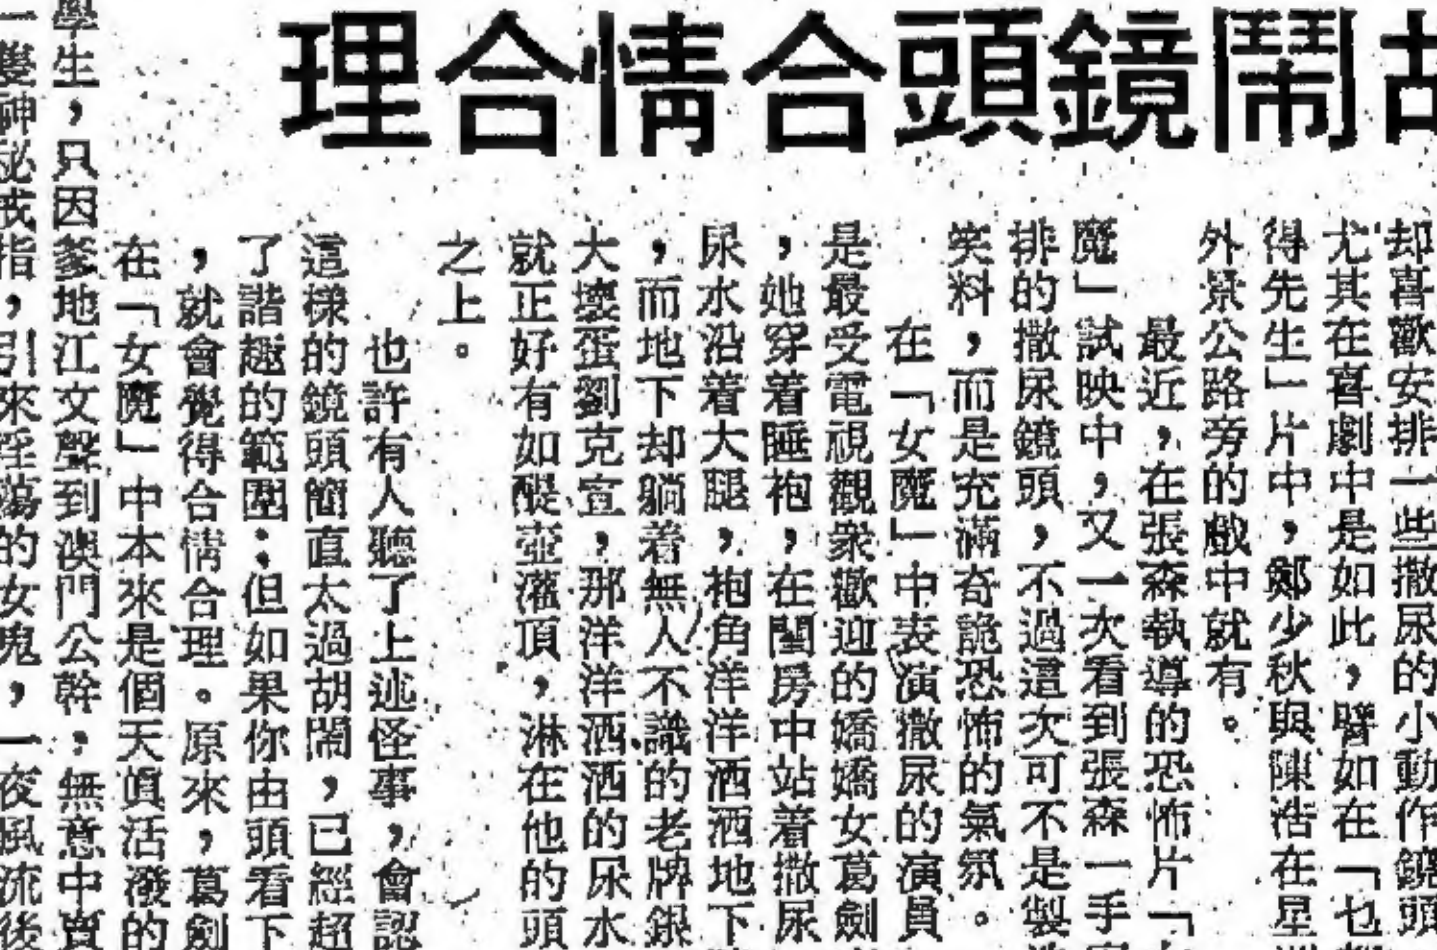 鬧鏡頭合情合理
却喜歡安排一些撒尿的小動作鏡頭
尤其在喜劇中是如此，譬如在「也
得先生」片中，鄭少秋與陳浩在星
外景公路旁的戲中就有。
最近，在張森執導的恐怖片「
魔」試映中，又一次看到張森一手
排的撒尿鏡頭，不過這次可不是製
笑料，而是充滿奇詭恐怖的氣氛。
在「女魔」中表演撒尿的演員
是最受電視觀衆歡迎的嬌嬌女葛劍
，她穿着睡袍，在閨房中站着撒尿
尿水沿着大腿，袍角洋洋洒洒地下
，而地下却躺着無人不識的老牌銀
大壞蛋劉克宣，那洋洋洒洒的尿水
就正好有如醍壺灌頂，淋在他的頭
之上。
也許有人聽了上述怪事，會認
這樣的鏡頭簡直太過胡鬧，已經超
了諧趣的範圍；但如果你由頭看下
，就會覺得合情合理。原來，葛劍
在「女魔」中本來是個天眞活潑的
學生，只因爹地江文聲到澳門公幹，無意中買
一隻神秘戒指，引來淫蕩的女鬼，一夜風流後